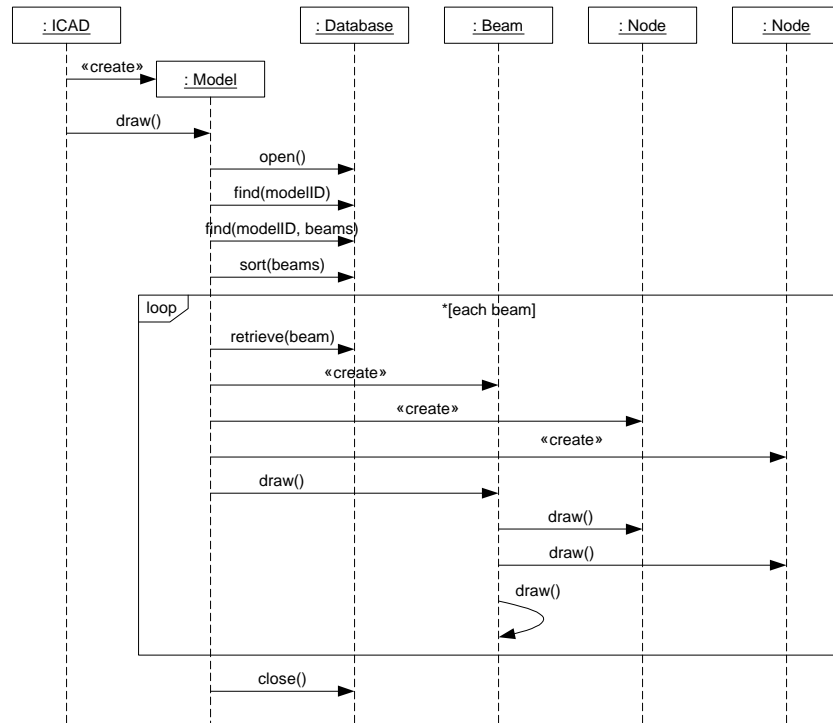 : ICAD
: Database
: Beam
: Node
: Node
«create»
: Model
draw()
open()
find(modelID)
find(modelID, beams)
sort(beams)
loop
*[each beam]
retrieve(beam)
«create»
«create»
«create»
draw()
draw()
draw()
draw()
close()